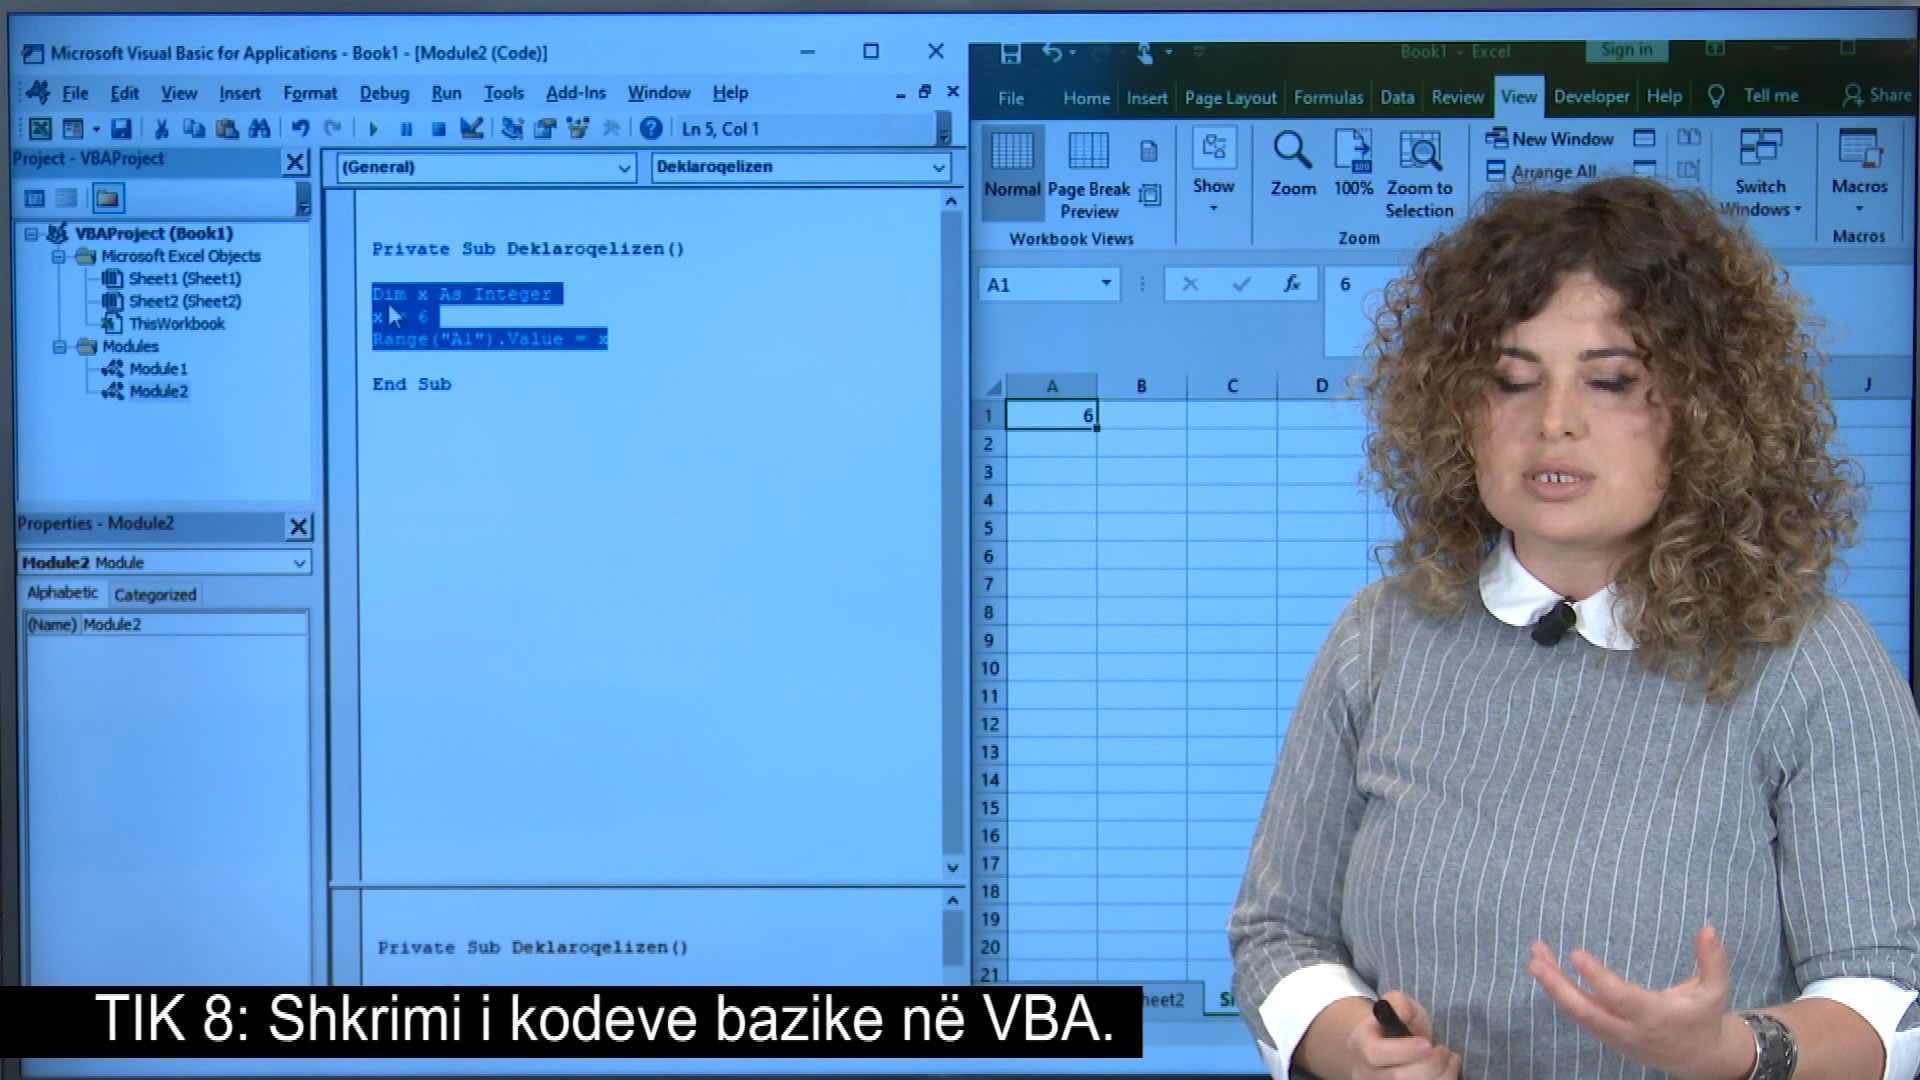 Microsoft Visual Basic for Applications - Book1 - [Module2 (Code)]
File Edit View Insert Format Debug Run Tools Add-Ins Window Help
Ln 5, Col 1
Project - VBAProject
(General)
Deklaroqelizen
VBAProject (Book1)
Microsoft Excel Objects
Sheet1 (Sheet1)
Sheet2 (Sheet2)
ThisWorkbook
Modules
Module1
Module2
Properties - Module2
Module2 Module
Alphabetic Categorized
(Name) Module2
Private Sub Deklaroqelizen()
Dim x As Integer
x = 6
Range("A1").Value = x
End Sub
Private Sub Deklaroqelizen()
Book1 - Excel
Sign in
File Home Insert Page Layout Formulas Data Review View Developer Help Tell me Share
Normal
Page Break
Preview
Workbook Views
Show
Zoom
100%
Zoom to
Selection
Zoom
New Window
Arrange All
Switch
Windows
Macros
Macros
A1
fx
6
A B C D J
1 6
2
3
4
5
6
7
8
9
10
11
12
13
14
15
16
17
18
19
20
21
TIK 8: Shkrimi i kodeve bazike në VBA.